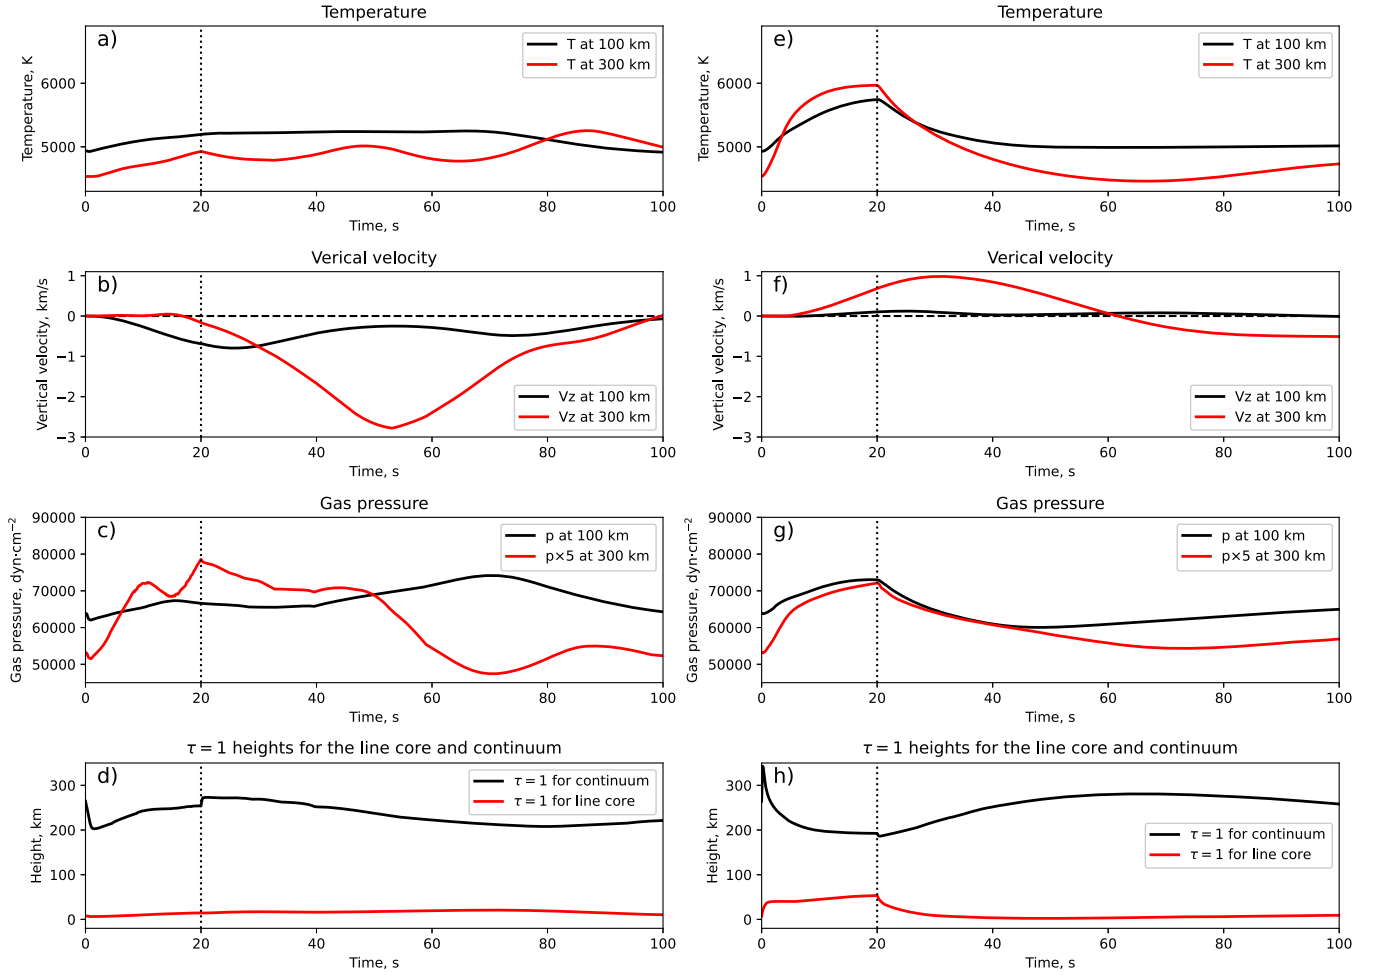 Temperature
a)
T at 100 km
T at 300 km
Temperature, K
6000
5000
0 20 40 60 80 100
Time, s
Temperature
e)
T at 100 km
T at 300 km
Temperature, K
6000
5000
0 20 40 60 80 100
Time, s
Verical velocity
b)
Vertical velocity, km/s
1
0
−1
−2
−3
Vz at 100 km
Vz at 300 km
0 20 40 60 80 100
Time, s
Verical velocity
f)
Vertical velocity, km/s
1
0
−1
−2
−3
Vz at 100 km
Vz at 300 km
0 20 40 60 80 100
Time, s
Gas pressure
c)
Gas pressure, dyn·cm⁻²
90000
80000
70000
60000
50000
p at 100 km
p×5 at 300 km
0 20 40 60 80 100
Time, s
Gas pressure
g)
Gas pressure, dyn·cm⁻²
90000
80000
70000
60000
50000
p at 100 km
p×5 at 300 km
0 20 40 60 80 100
Time, s
τ = 1 heights for the line core and continuum
d)
Height, km
300
200
100
0
τ = 1 for continuum
τ = 1 for line core
0 20 40 60 80 100
Time, s
τ = 1 heights for the line core and continuum
h)
Height, km
300
200
100
0
τ = 1 for continuum
τ = 1 for line core
0 20 40 60 80 100
Time, s